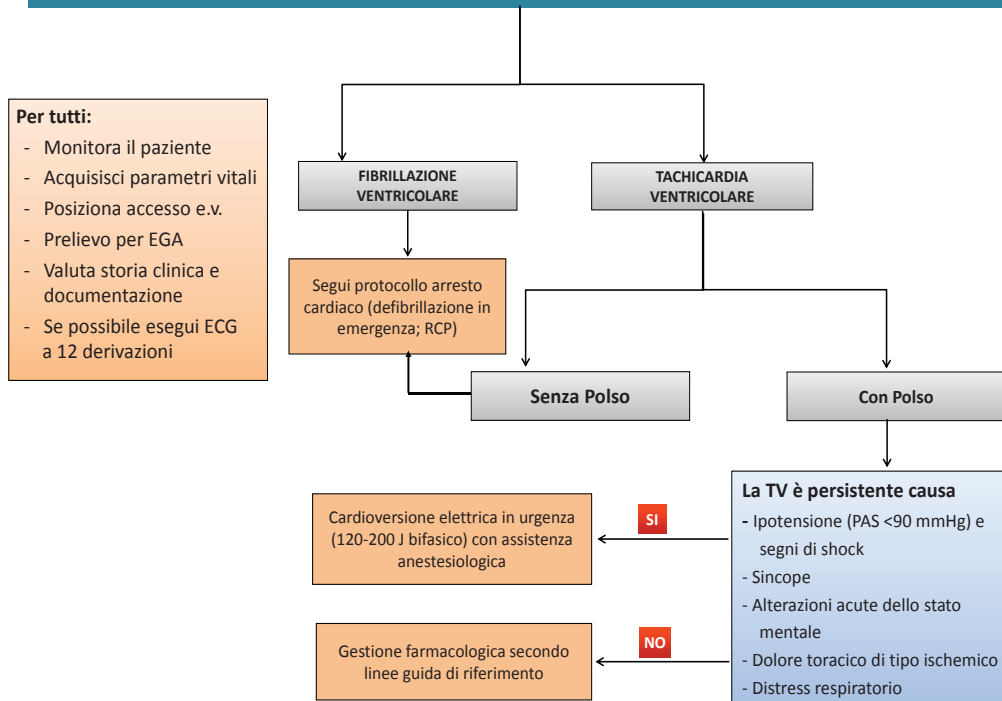 Per tutti:
- Monitora il paziente
- Acquisisci parametri vitali
- Posiziona accesso e.v.
- Prelievo per EGA
- Valuta storia clinica e
documentazione
- Se possibile esegui ECG
a 12 derivazioni
FIBRILLAZIONE
VENTRICOLARE
TACHICARDIA
VENTRICOLARE
Segui protocollo arresto
cardiaco (defibrillazione in
emergenza; RCP)
Senza Polso
Con Polso
La TV è persistente causa
- Ipotensione (PAS <90 mmHg) e
segni di shock
- Sincope
- Alterazioni acute dello stato
mentale
- Dolore toracico di tipo ischemico
- Distress respiratorio
SI
Cardioversione elettrica in urgenza
(120-200 J bifasico) con assistenza
anestesiologica
NO
Gestione farmacologica secondo
linee guida di riferimento